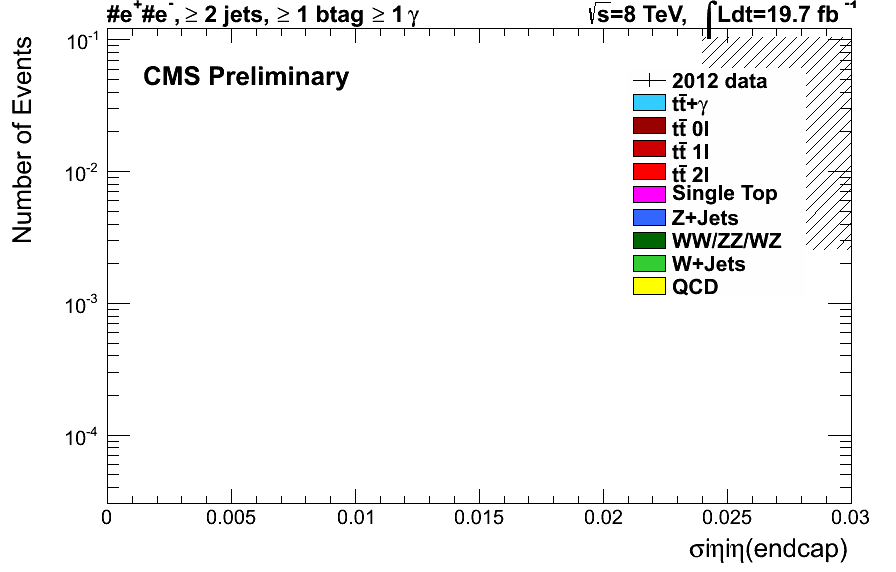 #e⁺#e⁻, ≥ 2 jets, ≥ 1 btag ≥ 1 γ
√s=8 TeV, ∫Ldt=19.7 fb⁻¹
CMS Preliminary
2012 data
tt̅+γ
tt̅ 0l
tt̅ 1l
tt̅ 2l
Single Top
Z+Jets
WW/ZZ/WZ
W+Jets
QCD
Number of Events
10⁻¹
10⁻²
10⁻³
10⁻⁴
0 0.005 0.01 0.015 0.02 0.025 0.03
σiηiη(endcap)